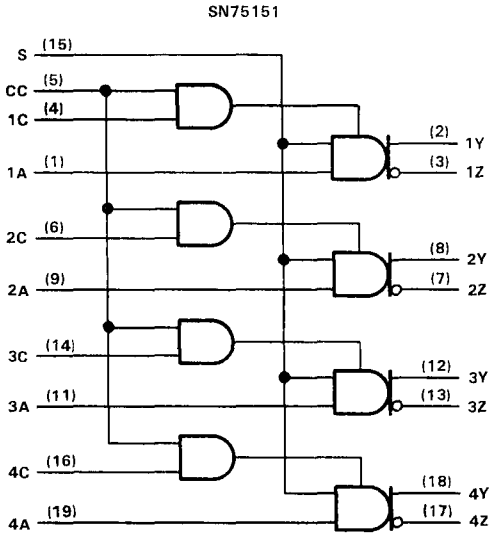 SN75151
S (15)
CC (5)
1C (4)
(2) 1Y
1A (1)
(3) 1Z
2C (6)
(8) 2Y
2A (9)
(7) 2Z
3C (14)
(12) 3Y
3A (11)
(13) 3Z
4C (16)
(18) 4Y
4A (19)
(17) 4Z